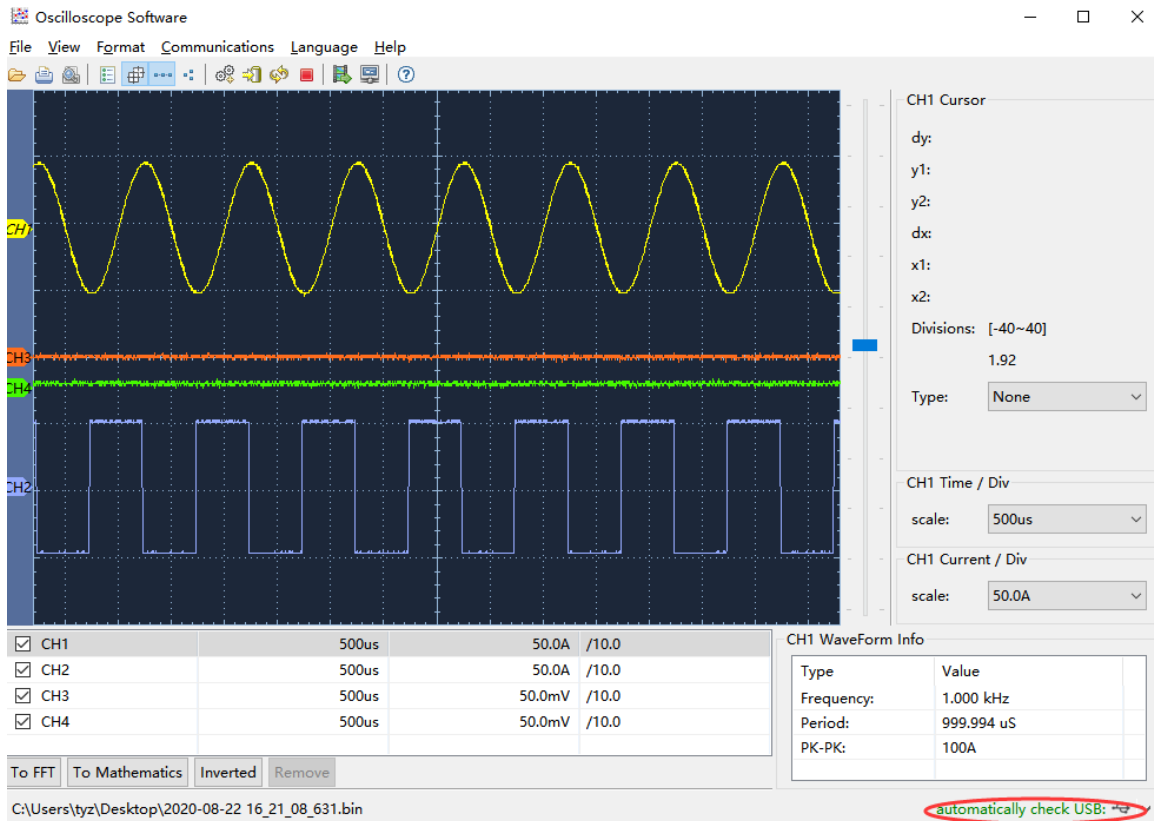 Oscilloscope Software
File View Format Communications Language Help
CH1 Cursor
dy:
y1:
y2:
dx:
x1:
x2:
Divisions: [-40~40]
1.92
Type: None
CH1
CH3
CH4
CH2
CH1 Time / Div
scale: 500us
CH1 Current / Div
scale: 50.0A
CH1 500us 50.0A /10.0
CH2 500us 50.0A /10.0
CH3 500us 50.0mV /10.0
CH4 500us 50.0mV /10.0
To FFT To Mathematics Inverted Remove
CH1 WaveForm Info
Type Value
Frequency: 1.000 kHz
Period: 999.994 uS
PK-PK: 100A
C:\Users\tyz\Desktop\2020-08-22 16_21_08_631.bin
automatically check USB: